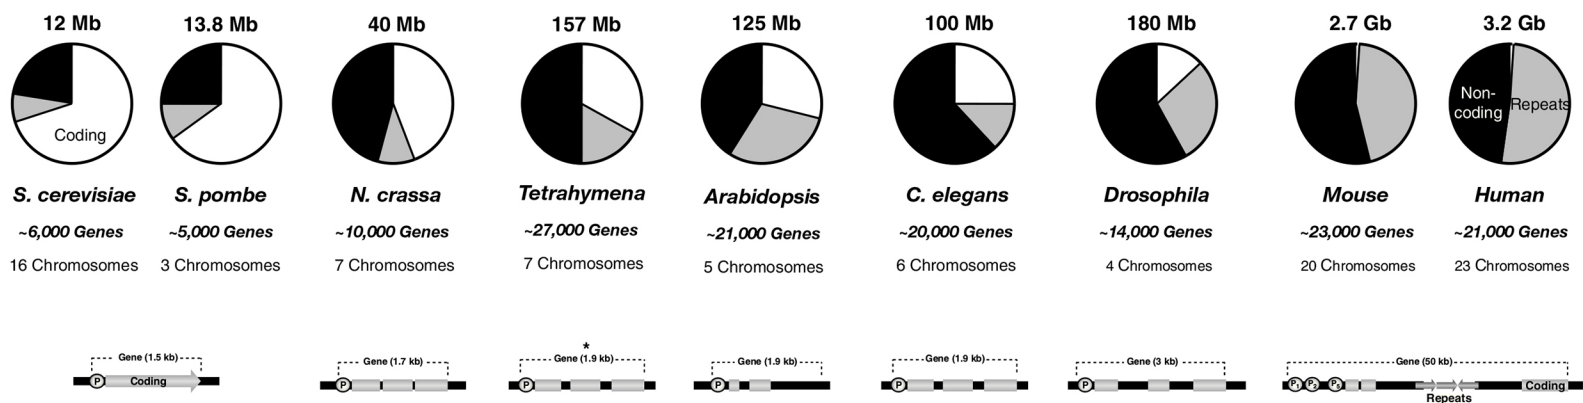 12 Mb 13.8 Mb 40 Mb 157 Mb 125 Mb 100 Mb 180 Mb 2.7 Gb 3.2 Gb
Coding
Non-
coding
Repeats
S. cerevisiae S. pombe N. crassa Tetrahymena Arabidopsis C. elegans Drosophila Mouse Human
~6,000 Genes ~5,000 Genes ~10,000 Genes ~27,000 Genes ~21,000 Genes ~20,000 Genes ~14,000 Genes ~23,000 Genes ~21,000 Genes
16 Chromosomes 3 Chromosomes 7 Chromosomes 7 Chromosomes 5 Chromosomes 6 Chromosomes 4 Chromosomes 20 Chromosomes 23 Chromosomes
*
Gene (1.5 kb) Gene (1.7 kb) Gene (1.9 kb) Gene (1.9 kb) Gene (1.9 kb) Gene (3 kb) Gene (50 kb)
P Coding P P P P P P1 P2 P3 Coding
Repeats